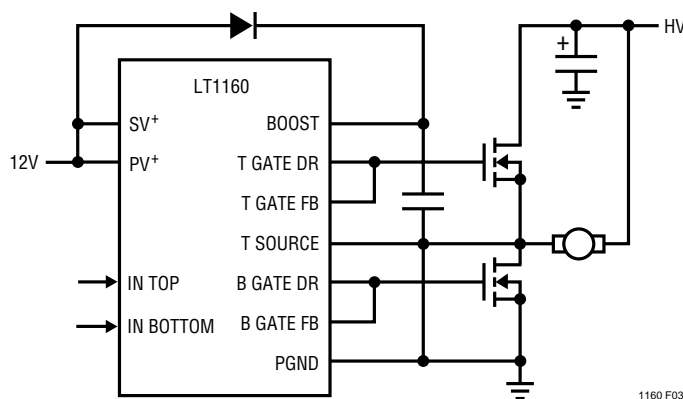 HV
+
LT1160
SV+
BOOST
12V
PV+
T GATE DR
T GATE FB
T SOURCE
IN TOP
B GATE DR
IN BOTTOM
B GATE FB
PGND
1160 F03